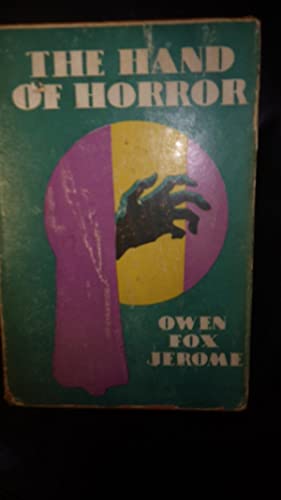 THE HAND
OF HORROR
OWEN
FOX
JEROME